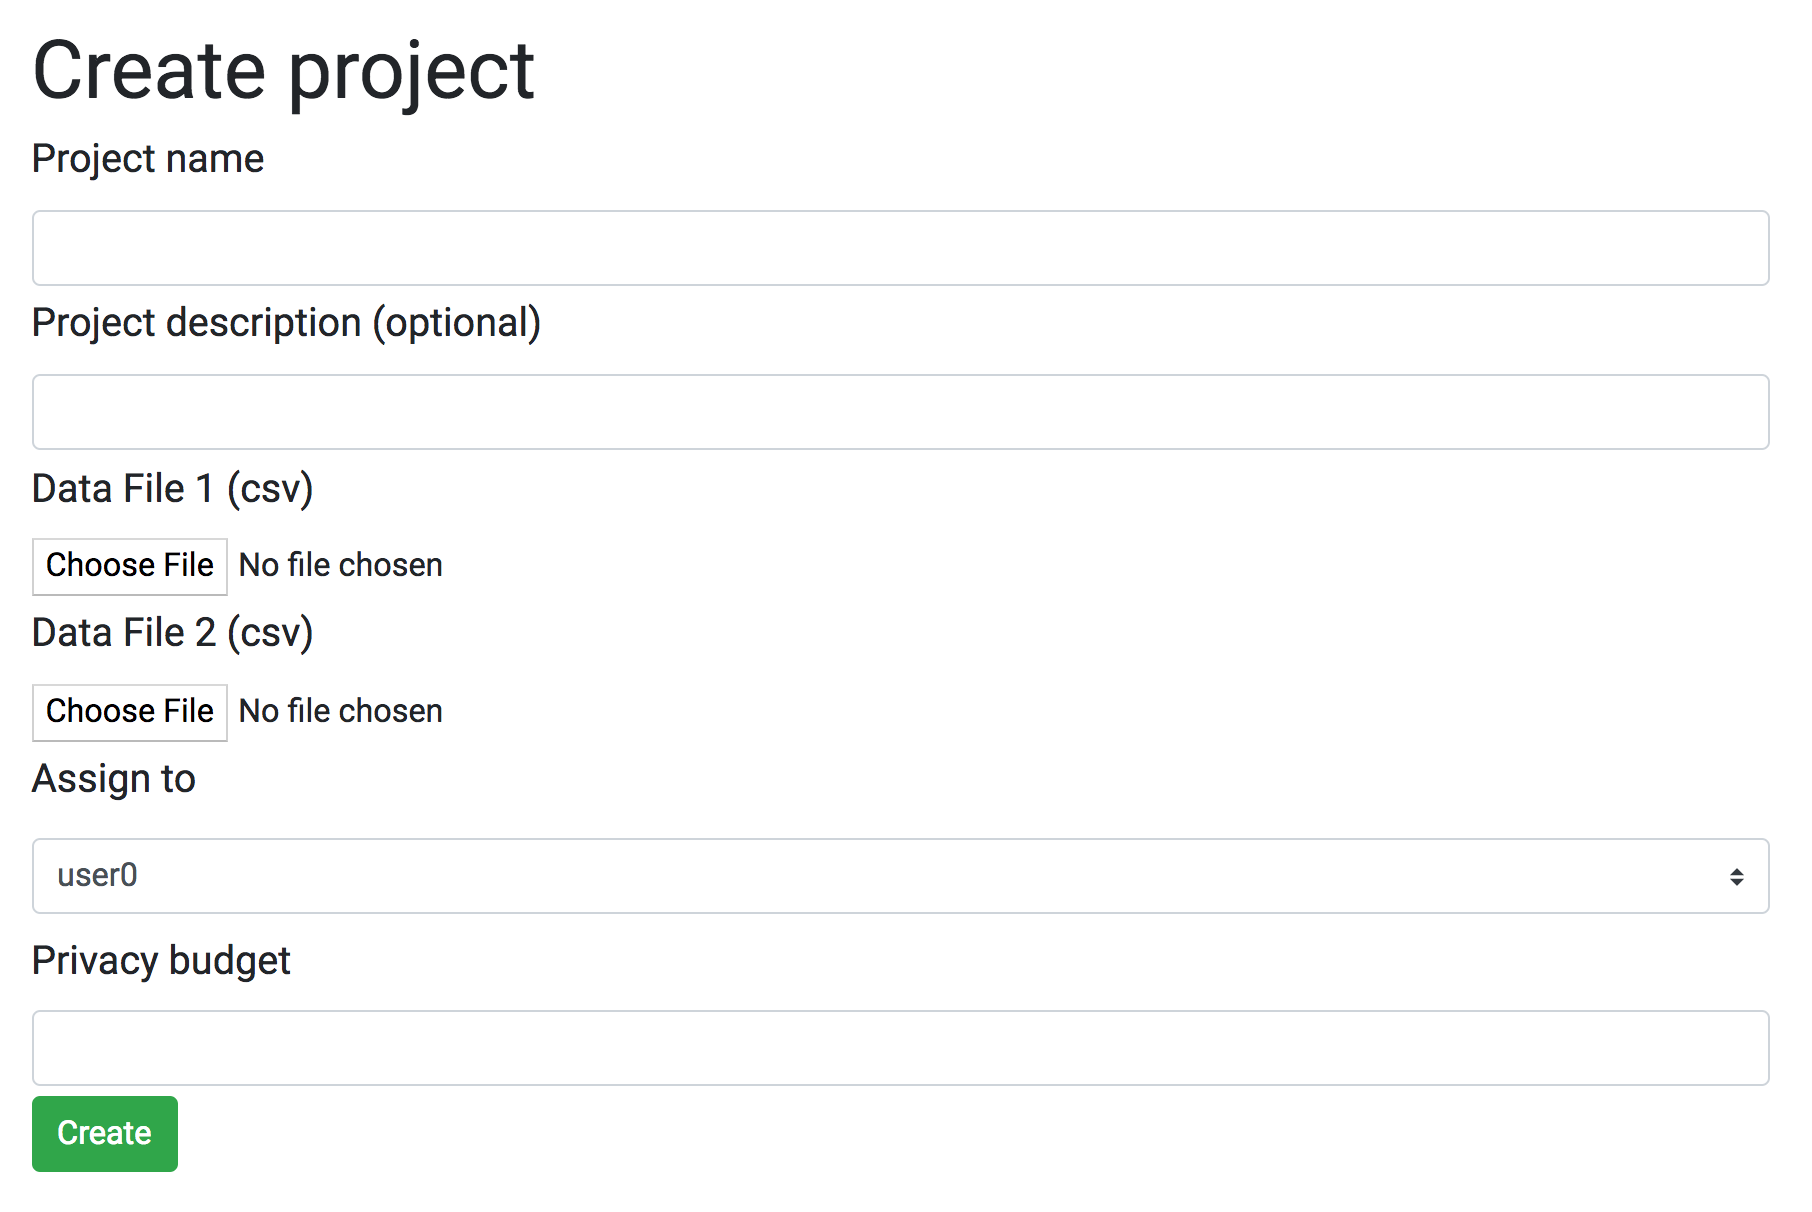 Create project
Project name
Project description (optional)
Data File 1 (csv)
Choose File No file chosen
Data File 2 (csv)
Choose File No file chosen
Assign to
user0
Privacy budget
Create